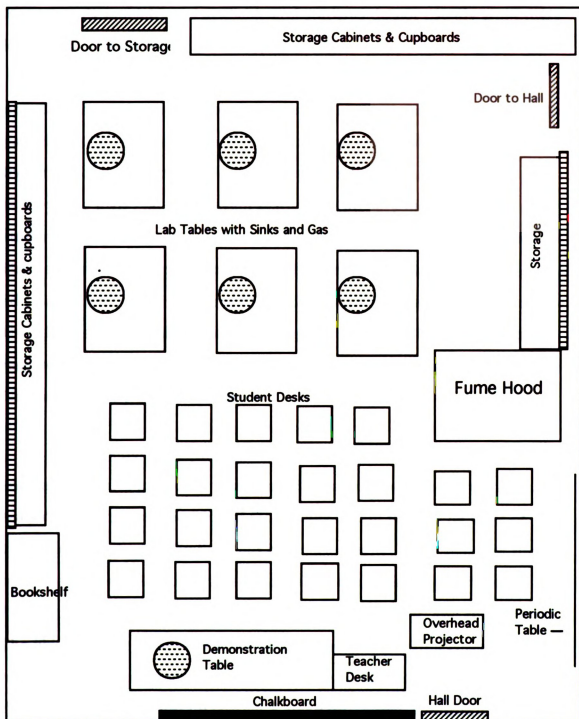 Door to Storage
Storage Cabinets & Cupboards
Door to Hall
Storage Cabinets & cupboards
Lab Tables with Sinks and Gas
Storage
Fume Hood
Student Desks
Bookshelf
Overhead
Projector
Periodic
Table
Demonstration
Table
Teacher
Desk
Chalkboard
Hall Door